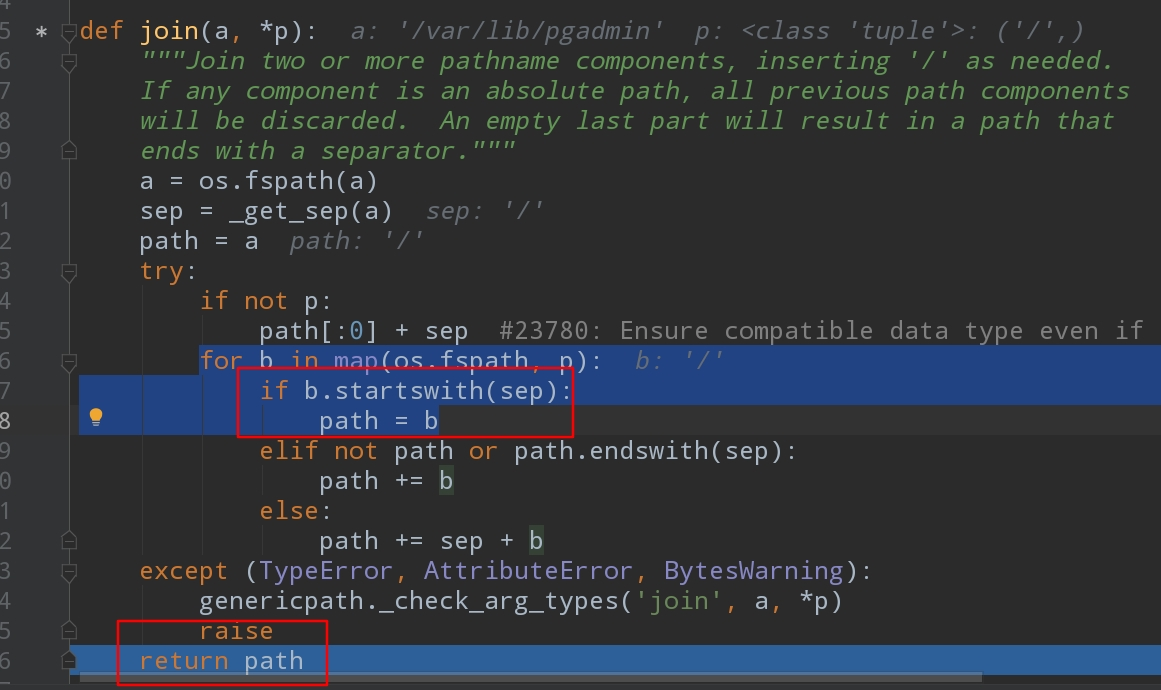 5 * def join(a, *p):   a: '/var/lib/pgadmin'  p: <class 'tuple'>: ('/',)
6     """Join two or more pathname components, inserting '/' as needed.
7     If any component is an absolute path, all previous path components
8     will be discarded.  An empty last part will result in a path that
9     ends with a separator."""
0     a = os.fspath(a)
1     sep = _get_sep(a)  sep: '/'
2     path = a  path: '/'
3     try:
4         if not p:
5             path[:0] + sep  #23780: Ensure compatible data type even if
6         for b in map(os.fspath, p):  b: '/'
7             if b.startswith(sep):
8                 path = b
9             elif not path or path.endswith(sep):
0                 path += b
1             else:
2                 path += sep + b
3     except (TypeError, AttributeError, BytesWarning):
4         genericpath._check_arg_types('join', a, *p)
5         raise
6     return path